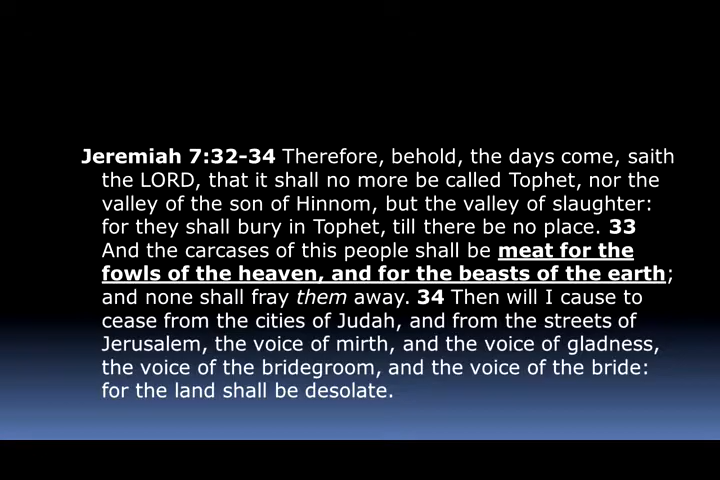 Jeremiah 7:32-34 Therefore, behold, the days come, saith
the LORD, that it shall no more be called Tophet, nor the
valley of the son of Hinnom, but the valley of slaughter:
for they shall bury in Tophet, till there be no place. 33
And the carcases of this people shall be meat for the
fowls of the heaven, and for the beasts of the earth;
and none shall fray them away. 34 Then will I cause to
cease from the cities of Judah, and from the streets of
Jerusalem, the voice of mirth, and the voice of gladness,
the voice of the bridegroom, and the voice of the bride:
for the land shall be desolate.